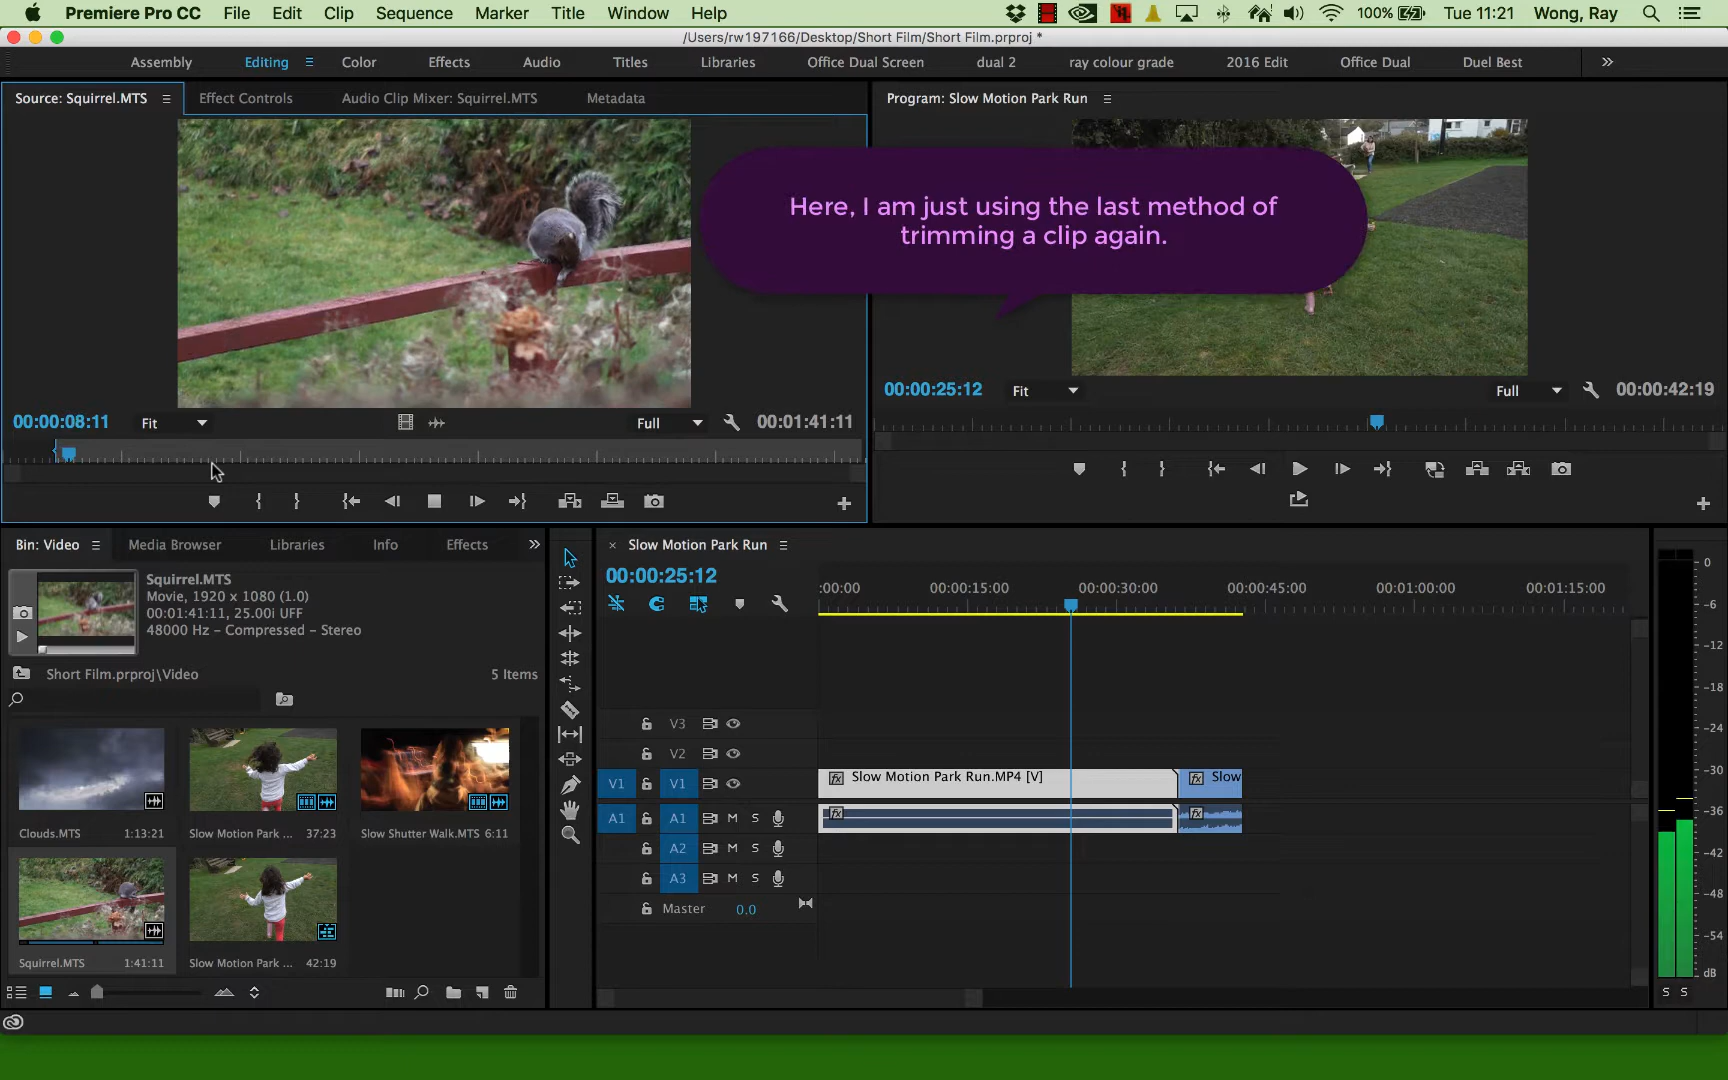 Premiere Pro CC File Edit Clip Sequence Marker Title Window Help 100% Tue 11:21 Wong, Ray
/Users/rw197166/Desktop/Short Film/Short Film.prproj *
Assembly Editing Color Effects Audio Titles Libraries Office Dual Screen dual 2 ray colour grade 2016 Edit Office Dual Duel Best
Source: Squirrel.MTS Effect Controls Audio Clip Mixer: Squirrel.MTS Metadata
Program: Slow Motion Park Run
Here, I am just using the last method of
trimming a clip again.
00:00:08:11 Fit Full 00:01:41:11
00:00:25:12 Fit Full 00:00:42:19
Bin: Video Media Browser Libraries Info Effects
Squirrel.MTS
Movie, 1920 x 1080 (1.0)
00:01:41:11, 25.00i UFF
48000 Hz - Compressed - Stereo
Short Film.prproj\Video 5 Items
Clouds.MTS 1:13:21
Slow Motion Park ... 37:23
Slow Shutter Walk.MTS 6:11
Squirrel.MTS 1:41:11
Slow Motion Park ... 42:19
Slow Motion Park Run
00:00:25:12
:00:00 00:00:15:00 00:00:30:00 00:00:45:00 00:01:00:00 00:01:15:00
V3
V2
V1 V1 fx Slow Motion Park Run.MP4 [V] fx Slow
A1 A1 M S fx fx
A2 M S
A3 M S
Master 0.0
0
-6
-12
-18
-24
-30
-36
-42
-48
-54
dB
S S